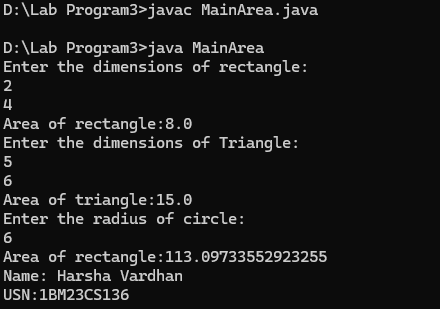 D:\Lab Program3>javac MainArea.java
D:\Lab Program3>java MainArea
Enter the dimensions of rectangle:
2
4
Area of rectangle:8.0
Enter the dimensions of Triangle:
5
6
Area of triangle:15.0
Enter the radius of circle:
6
Area of rectangle:113.09733552923255
Name: Harsha Vardhan
USN:1BM23CS136